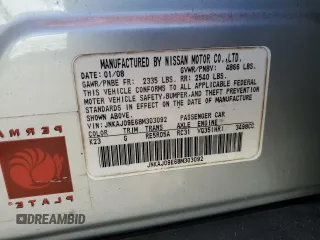 MANUFACTURED BY NISSAN MOTOR CO.,LTD.
DATE: 01/08 GVWR/PNBV: 4866 LBS.
GAWR/PNBE FR: 2335 LBS. RR: 2540 LBS.
THIS VEHICLE CONFORMS TO ALL APPLICABLE FEDERAL
MOTOR VEHICLE SAFETY,BUMPER,AND THEFT PREVENTION
STANDARDS IN EFFECT ON THE DATE OF MANUFACTURE
SHOWN ABOVE.
VIN:JNKAJ09E68M303092 PASSENGER CAR
COLOR TRIM TRANS AXLE ENGINE
K23 G RE5R05A RC31 VQ35(HR) 3498CC
JNKAJ09E68M303092
PERMA
PLATE
DREAMBID